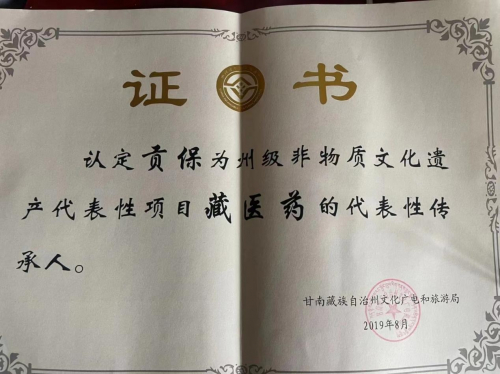 证书
认定贡保为州级非物质文化遗
产代表性项目藏医药的代表性传
承人。
甘南藏族自治州文化广电和旅游局
2019年8月